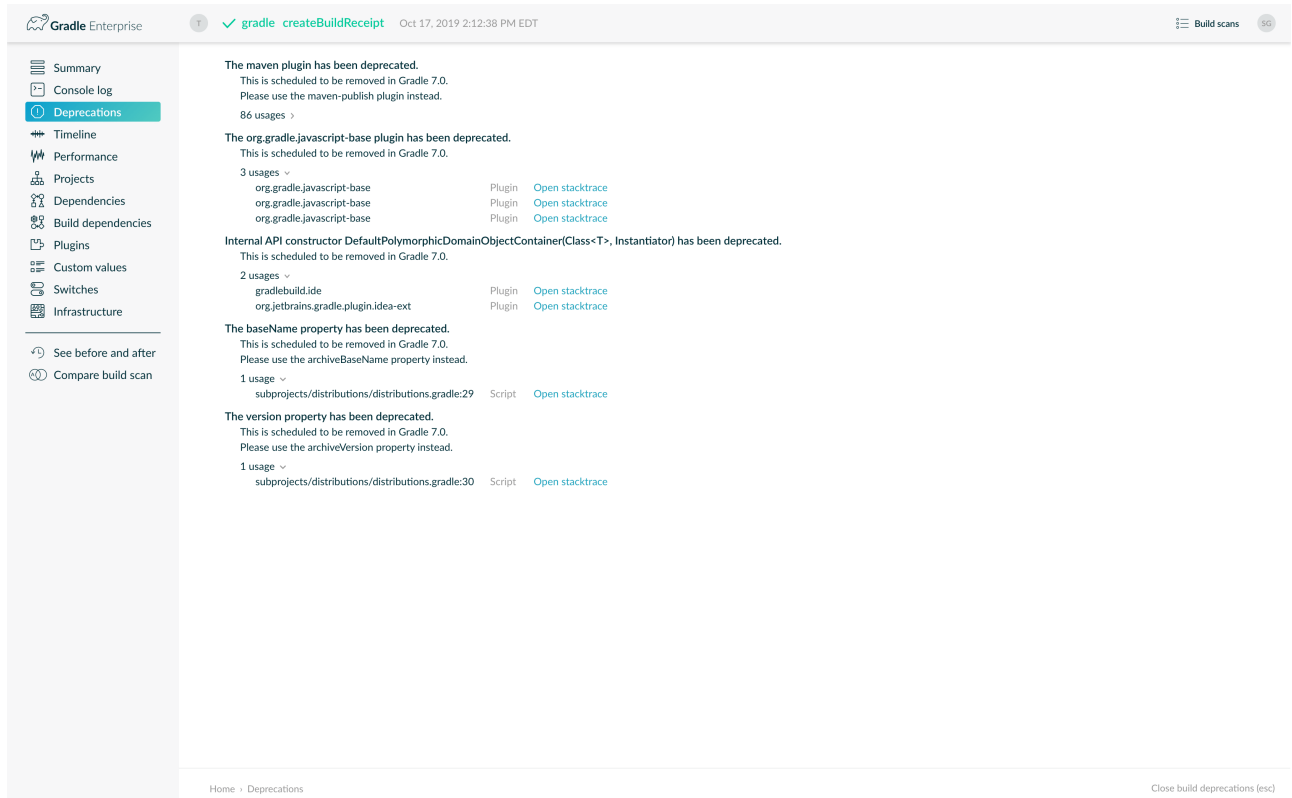 Gradle Enterprise
T gradle createBuildReceipt Oct 17, 2019 2:12:38 PM EDT Build scans SG
Summary
Console log
Deprecations
Timeline
Performance
Projects
Dependencies
Build dependencies
Plugins
Custom values
Switches
Infrastructure
See before and after
Compare build scan
The maven plugin has been deprecated.
This is scheduled to be removed in Gradle 7.0.
Please use the maven-publish plugin instead.
86 usages
The org.gradle.javascript-base plugin has been deprecated.
This is scheduled to be removed in Gradle 7.0.
3 usages
org.gradle.javascript-base Plugin Open stacktrace
org.gradle.javascript-base Plugin Open stacktrace
org.gradle.javascript-base Plugin Open stacktrace
Internal API constructor DefaultPolymorphicDomainObjectContainer(Class<T>, Instantiator) has been deprecated.
This is scheduled to be removed in Gradle 7.0.
2 usages
gradlebuild.ide Plugin Open stacktrace
org.jetbrains.gradle.plugin.idea-ext Plugin Open stacktrace
The baseName property has been deprecated.
This is scheduled to be removed in Gradle 7.0.
Please use the archiveBaseName property instead.
1 usage
subprojects/distributions/distributions.gradle:29 Script Open stacktrace
The version property has been deprecated.
This is scheduled to be removed in Gradle 7.0.
Please use the archiveVersion property instead.
1 usage
subprojects/distributions/distributions.gradle:30 Script Open stacktrace
Home › Deprecations Close build deprecations (esc)